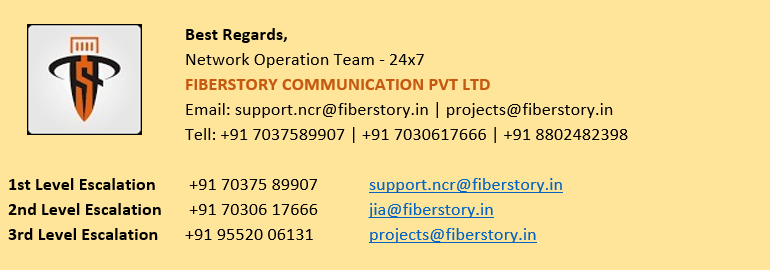 Best Regards,
Network Operation Team - 24x7
FIBERSTORY COMMUNICATION PVT LTD
Email: support.ncr@fiberstory.in | projects@fiberstory.in
Tell: +91 7037589907 | +91 7030617666 | +91 8802482398
1st Level Escalation +91 70375 89907 support.ncr@fiberstory.in
2nd Level Escalation +91 70306 17666 jia@fiberstory.in
3rd Level Escalation +91 95520 06131 projects@fiberstory.in